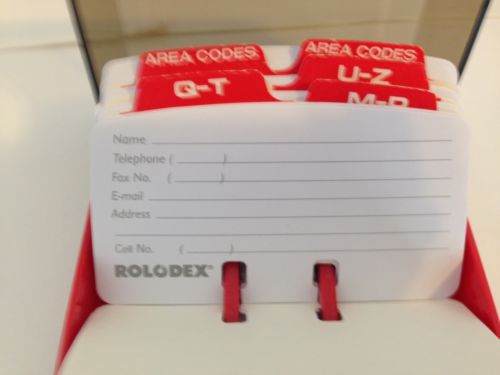 AREA CODES AREA CODES
Q-T U-Z
M-P
Name
Telephone ( )
Fax No. ( )
E-mail
Address
Cell No. ( )
ROLODEX®